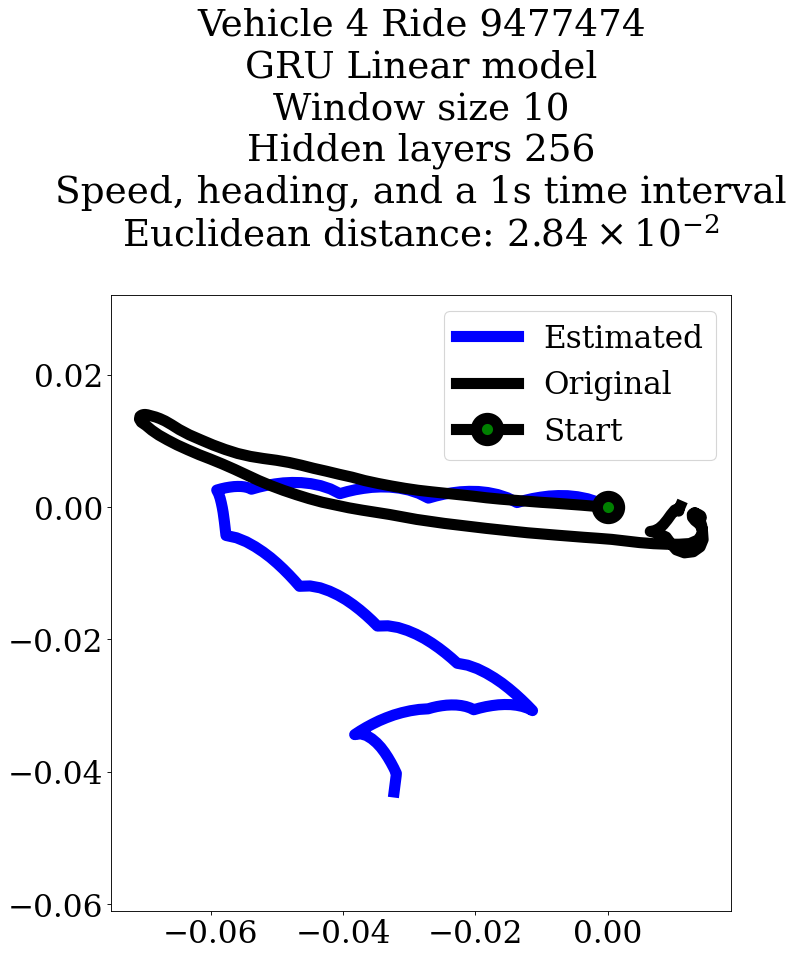 Vehicle 4 Ride 9477474
GRU Linear model
Window size 10
Hidden layers 256
Speed, heading, and a 1s time interval
Euclidean distance: 2.84 × 10⁻²
Estimated
Original
Start
0.02
0.00
−0.02
−0.04
−0.06
−0.06 −0.04 −0.02 0.00